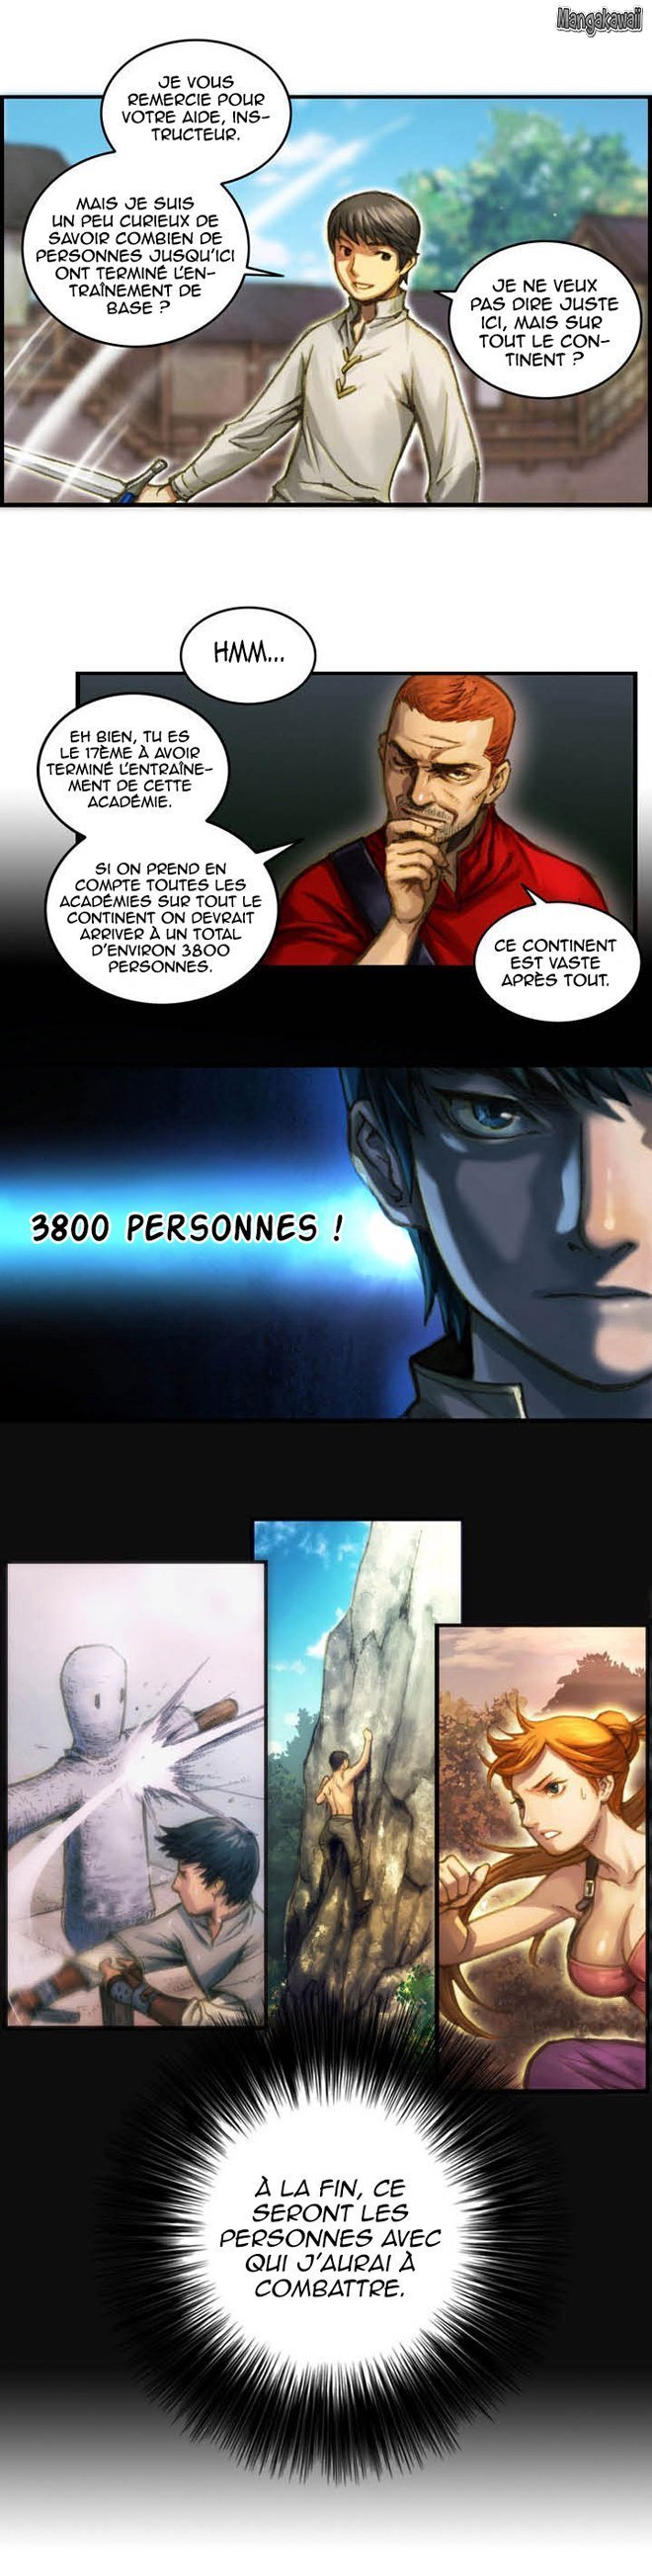 Mangakawaii
JE VOUS
REMERCIE POUR
VOTRE AIDE, INS-
TRUCTEUR.
MAIS JE SUIS
UN PEU CURIEUX DE
SAVOIR COMBIEN DE
PERSONNES JUSQU'ICI
ONT TERMINÉ L'EN-
TRAÎNEMENT DE
BASE ?
JE NE VEUX
PAS DIRE JUSTE
ICI, MAIS SUR
TOUT LE CON-
TINENT ?
HMM...
EH BIEN, TU ES
LE 17ÈME À AVOIR
TERMINÉ L'ENTRAÎNE-
MENT DE CETTE
ACADÉMIE.
SI ON PREND EN
COMPTE TOUTES LES
ACADÉMIES SUR TOUT LE
CONTINENT ON DEVRAIT
ARRIVER À UN TOTAL
D'ENVIRON 3800
PERSONNES.
CE CONTINENT
EST VASTE
APRÈS TOUT.
3800 PERSONNES !
À LA FIN, CE
SERONT LES
PERSONNES AVEC
QUI J'AURAI À
COMBATTRE.